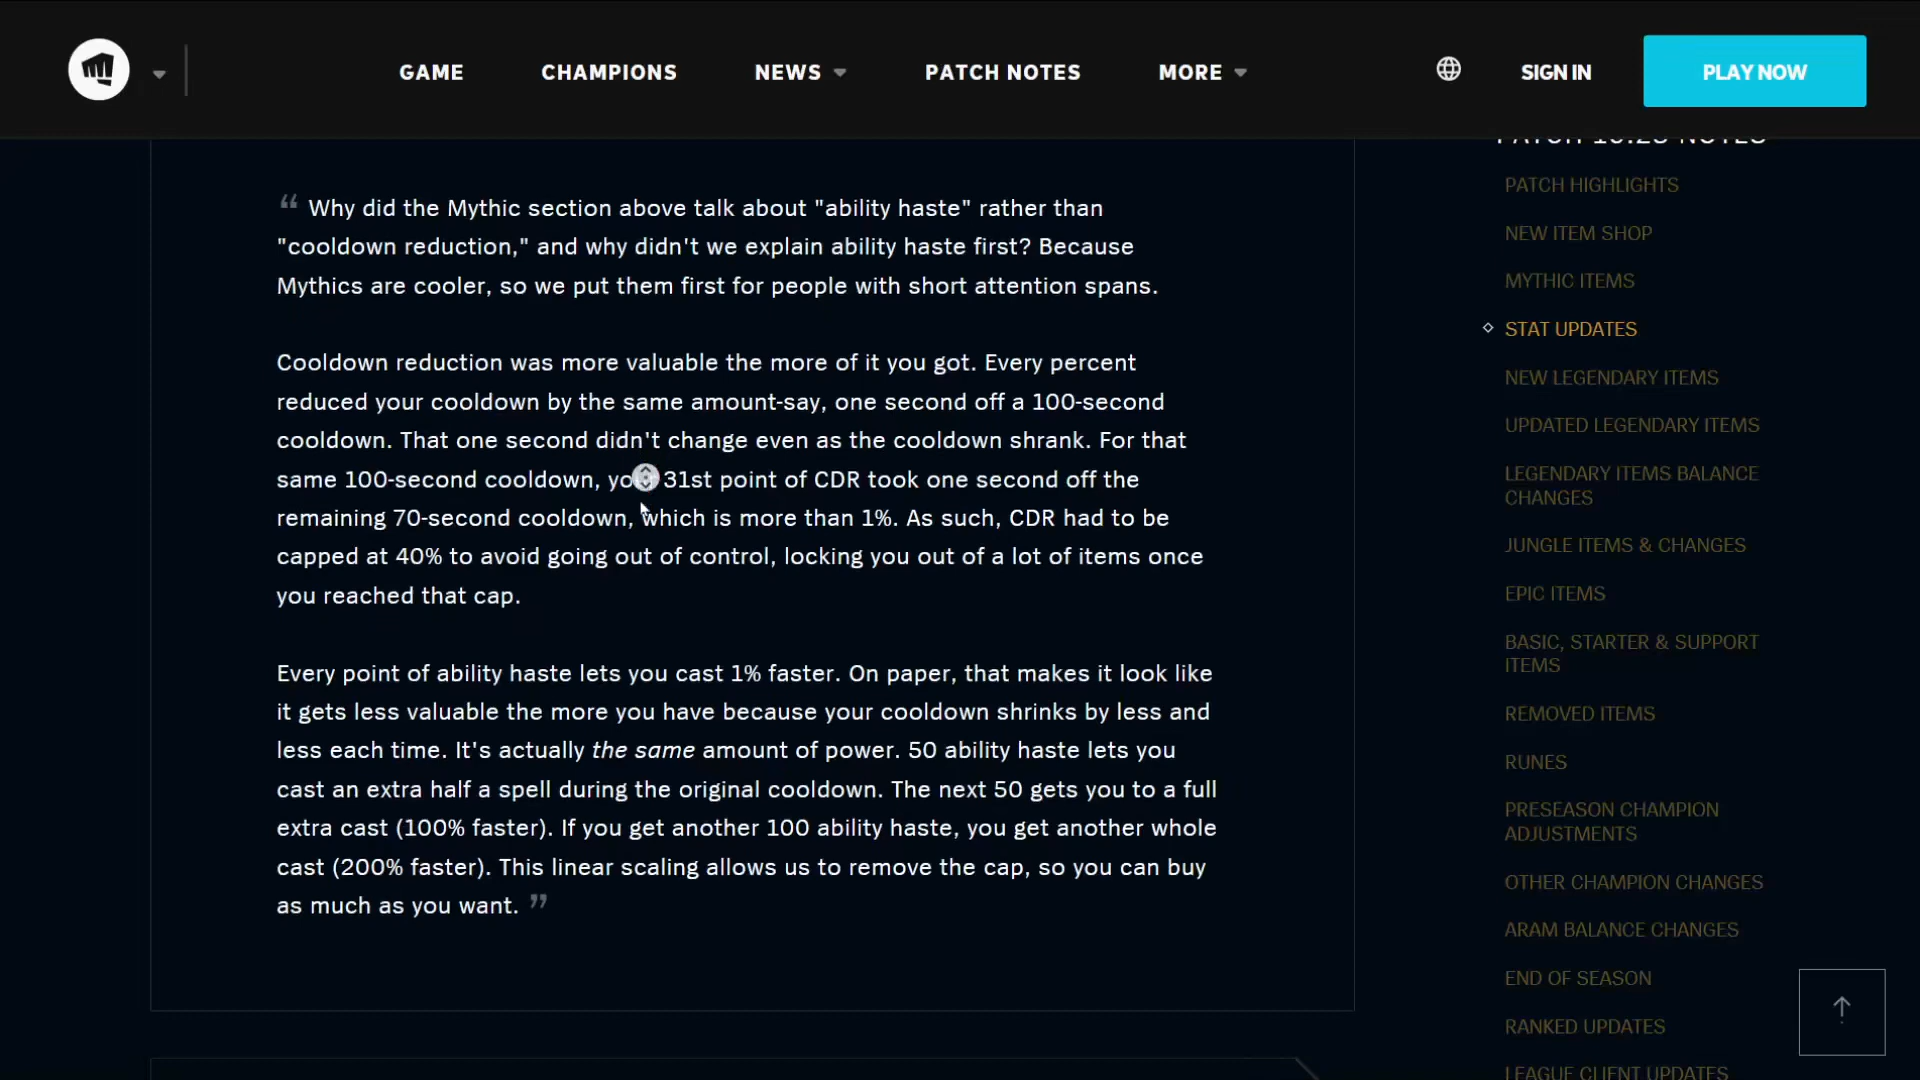 GAME
CHAMPIONS
NEWS
PATCH NOTES
MORE
SIGN IN
PLAY NOW
“ Why did the Mythic section above talk about "ability haste" rather than
"cooldown reduction," and why didn't we explain ability haste first? Because
Mythics are cooler, so we put them first for people with short attention spans.
Cooldown reduction was more valuable the more of it you got. Every percent
reduced your cooldown by the same amount-say, one second off a 100-second
cooldown. That one second didn't change even as the cooldown shrank. For that
same 100-second cooldown, your 31st point of CDR took one second off the
remaining 70-second cooldown, which is more than 1%. As such, CDR had to be
capped at 40% to avoid going out of control, locking you out of a lot of items once
you reached that cap.
Every point of ability haste lets you cast 1% faster. On paper, that makes it look like
it gets less valuable the more you have because your cooldown shrinks by less and
less each time. It's actually the same amount of power. 50 ability haste lets you
cast an extra half a spell during the original cooldown. The next 50 gets you to a full
extra cast (100% faster). If you get another 100 ability haste, you get another whole
cast (200% faster). This linear scaling allows us to remove the cap, so you can buy
as much as you want. ”
PATCH 10.23 NOTES
PATCH HIGHLIGHTS
NEW ITEM SHOP
MYTHIC ITEMS
STAT UPDATES
NEW LEGENDARY ITEMS
UPDATED LEGENDARY ITEMS
LEGENDARY ITEMS BALANCE
CHANGES
JUNGLE ITEMS & CHANGES
EPIC ITEMS
BASIC, STARTER & SUPPORT
ITEMS
REMOVED ITEMS
RUNES
PRESEASON CHAMPION
ADJUSTMENTS
OTHER CHAMPION CHANGES
ARAM BALANCE CHANGES
END OF SEASON
RANKED UPDATES
LEAGUE CLIENT UPDATES